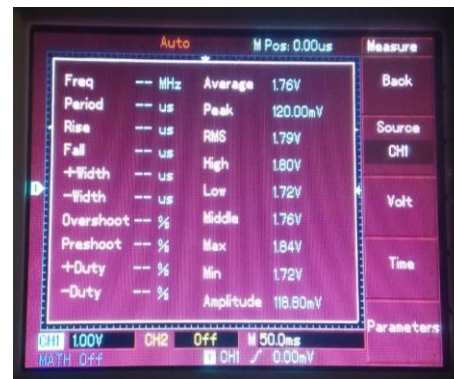 Auto M Pos: 0.00us Measure
Freq -- MHz Average 1.76V Back
Period -- us Peak 120.00mV
Rise -- us RMS 1.79V Source
Fall -- us High 1.80V CH1
+Width -- us
-Width -- us Low 1.72V Volt
Overshoot -- % Middle 1.76V
Preshoot -- % Max 1.84V
+Duty -- % Min 1.72V Time
-Duty -- % Amplitude 116.80mV
Parameters
CH1 1.00V CH2 Off M 50.0ms
MATH Off CH1 0.00mV